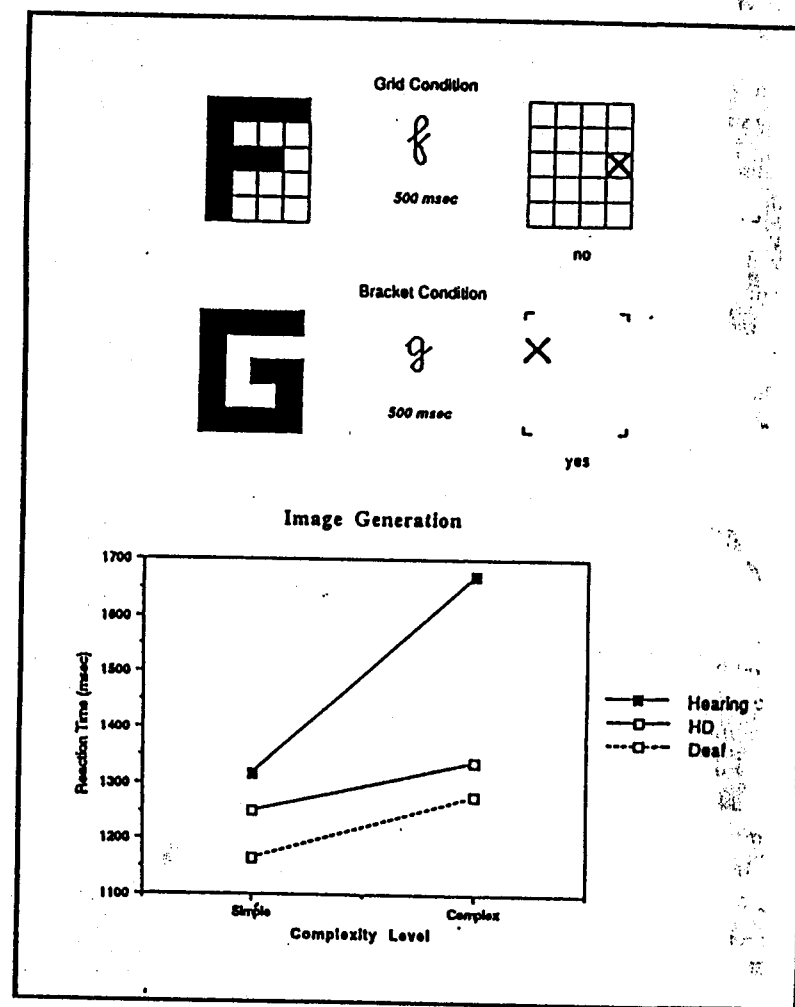 Grid Condition
f
500 msec
no
Bracket Condition
g
500 msec
yes
Image Generation
1700
1600
1500
1400
1300
1200
1100
Reaction Time (msec)
Simple
Complex
Complexity Level
Hearing
HD
Deaf